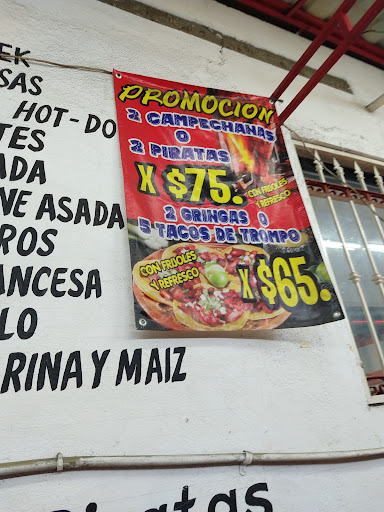 EK
SAS
HOT-DO
TES
ADA
NE ASADA
ROS
ANCESA
LO
RINA Y MAIZ
PROMOCION
2 CAMPECHANAS
O
2 PIRATAS
X $75.
CON FRIJOLES
Y REFRESCO
2 GRINGAS O
5 TACOS DE TROMPO
CON FRIJOLES
Y REFRESCO
X $65.
Piratas